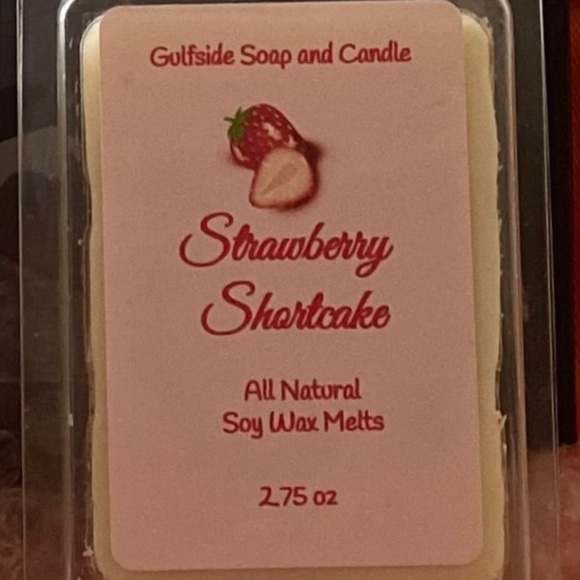 Gulfside Soap and Candle
Strawberry
Shortcake
All Natural
Soy Wax Melts
2.75 oz